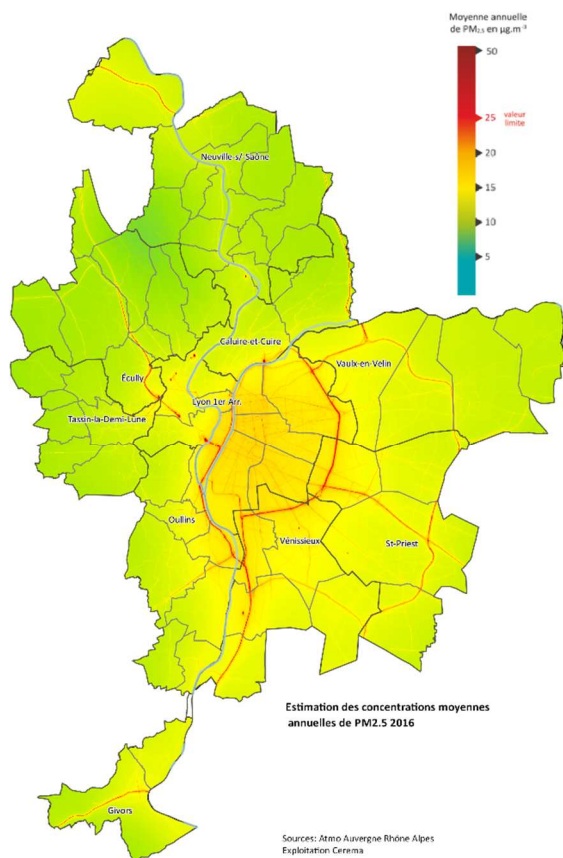 Moyenne annuelle
de PM2,5 en µg.m⁻³
50
25 valeur limite
20
15
10
5
Neuville-s/-Saône
Caluire-et-Cuire
Vaulx-en-Velin
Écully
Lyon 1er Arr.
Tassin-la-Demi-Lune
Oullins
Vénissieux
St-Priest
Estimation des concentrations moyennes
annuelles de PM2.5 2016
Givors
Sources: Atmo Auvergne Rhône Alpes
Exploitation Cerema